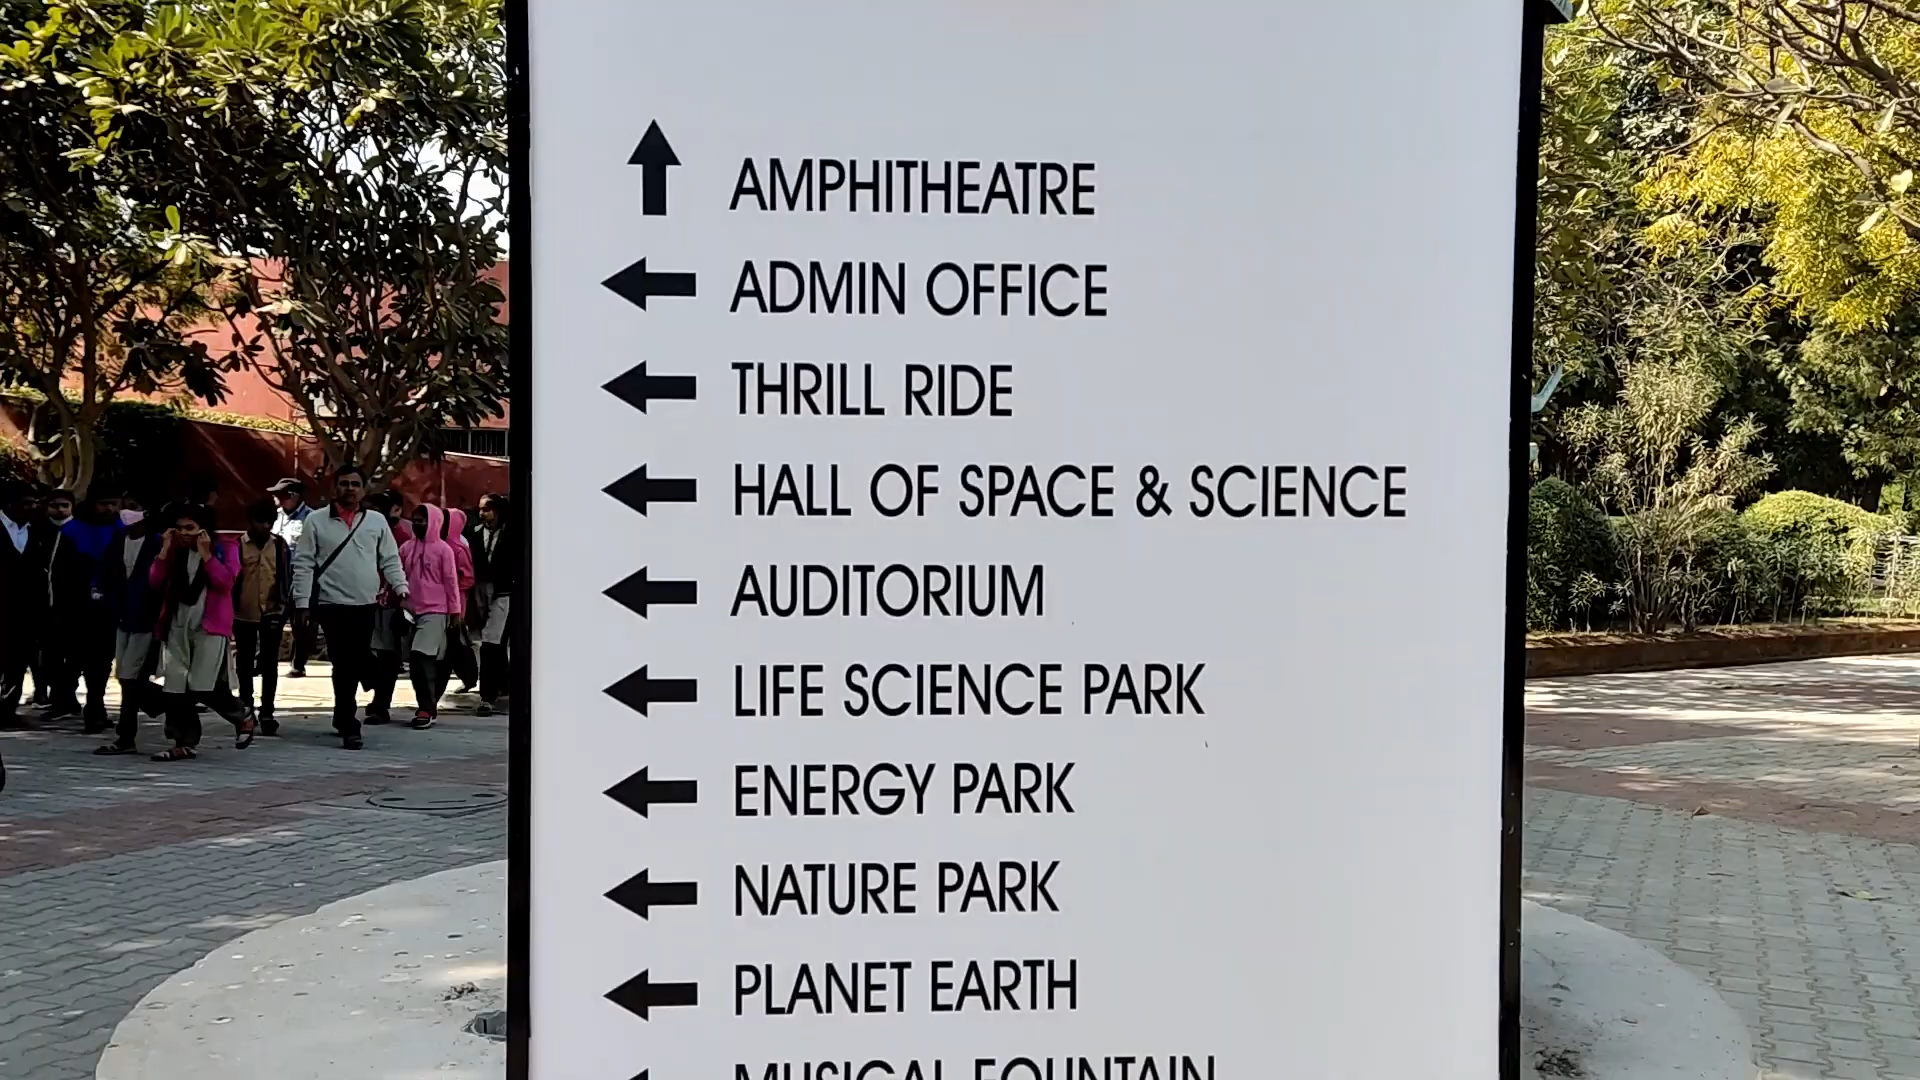 AMPHITHEATRE
ADMIN OFFICE
THRILL RIDE
HALL OF SPACE & SCIENCE
AUDITORIUM
LIFE SCIENCE PARK
ENERGY PARK
NATURE PARK
PLANET EARTH
MUSICAL FOUNTAIN